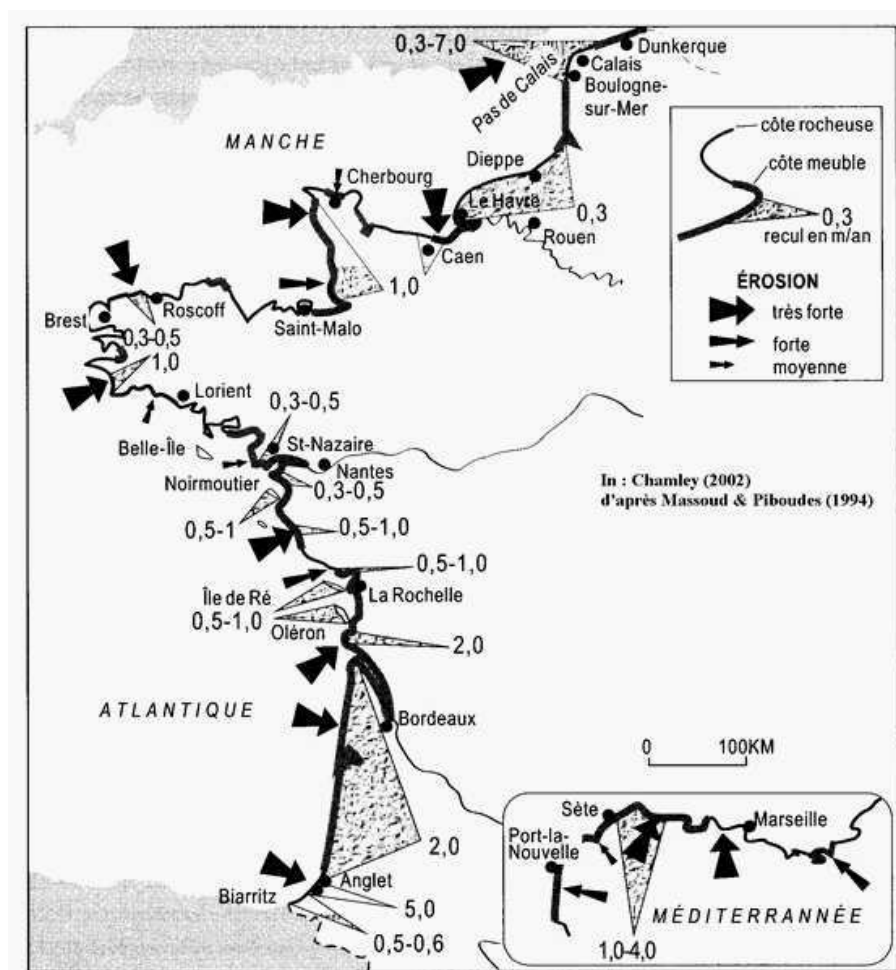 0,3-7,0
Dunkerque
Calais
Pas de Calais
Boulogne-
sur-Mer
MANCHE
Dieppe
Cherbourg
Le Havre
0,3
Rouen
Caen
1,0
côte rocheuse
côte meuble
0,3
recul en m/an
ÉROSION
très forte
forte
moyenne
Roscoff
Brest
Saint-Malo
0,3-0,5
1,0
Lorient
0,3-0,5
Belle-Île
St-Nazaire
Nantes
Noirmoutier
0,3-0,5
In : Chamley (2002)
d'après Massoud & Piboudes (1994)
0,5-1
0,5-1,0
0,5-1,0
Île de Ré
La Rochelle
0,5-1,0
Oléron
2,0
ATLANTIQUE
Bordeaux
0 100KM
2,0
Anglet
Biarritz
5,0
0,5-0,6
Sète
Marseille
Port-la-
Nouvelle
MÉDITERRANNÉE
1,0-4,0